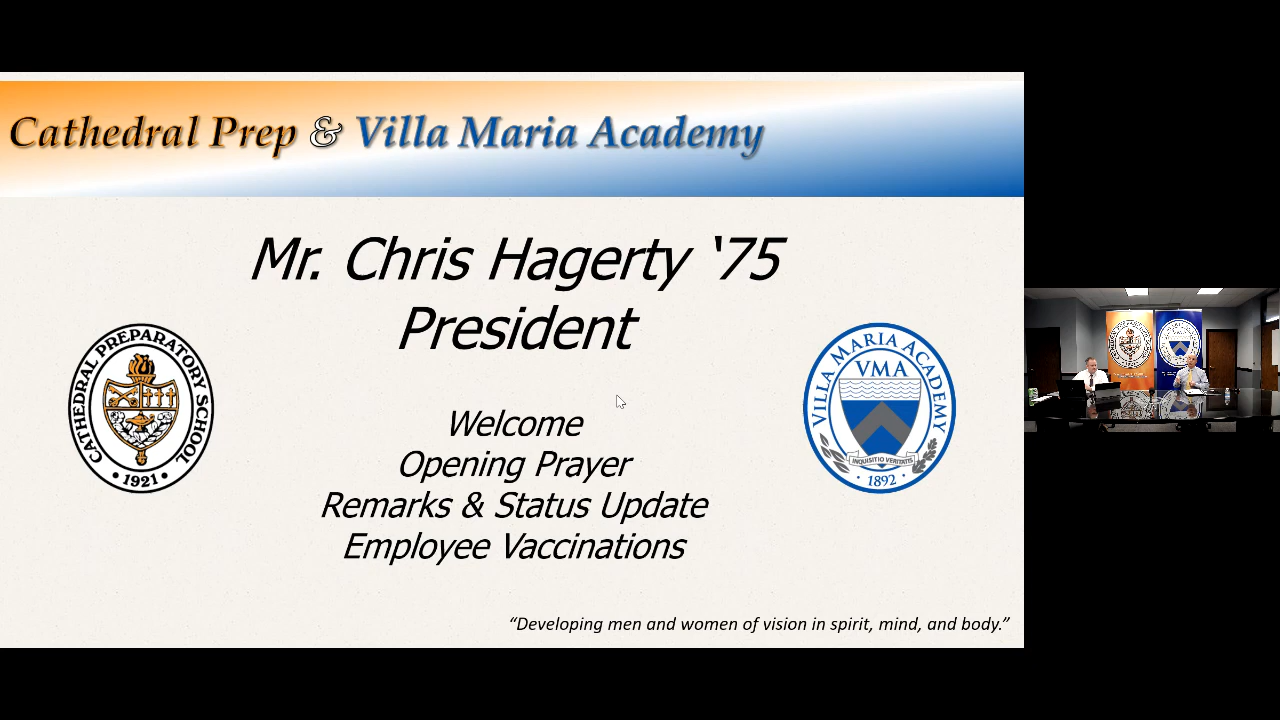 Cathedral Prep & Villa Maria Academy
Mr. Chris Hagerty ‘75
President
CATHEDRAL PREPARATORY SCHOOL
• 1921 •
VILLA MARIA ACADEMY
VMA
INQUISITIO VERITATIS
• 1892 •
Welcome
Opening Prayer
Remarks & Status Update
Employee Vaccinations
“Developing men and women of vision in spirit, mind, and body.”